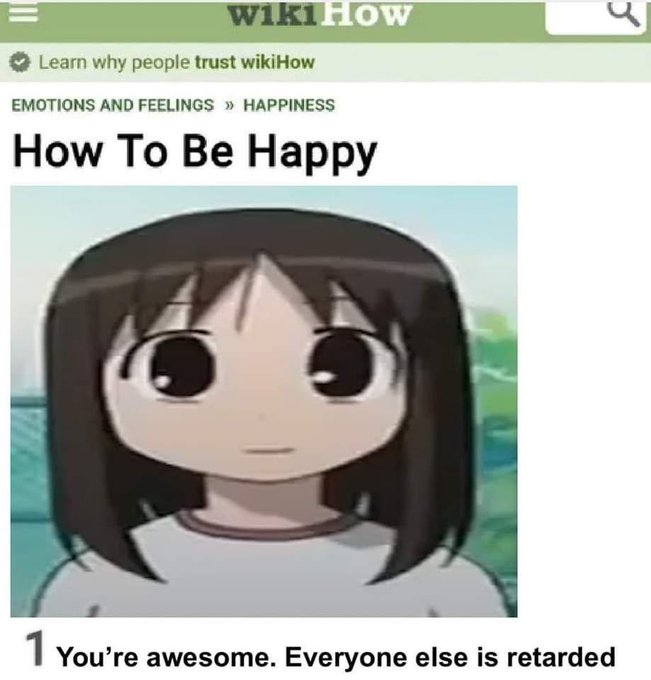 wikiHow
Learn why people trust wikiHow
EMOTIONS AND FEELINGS » HAPPINESS
How To Be Happy
1 You're awesome. Everyone else is retarded